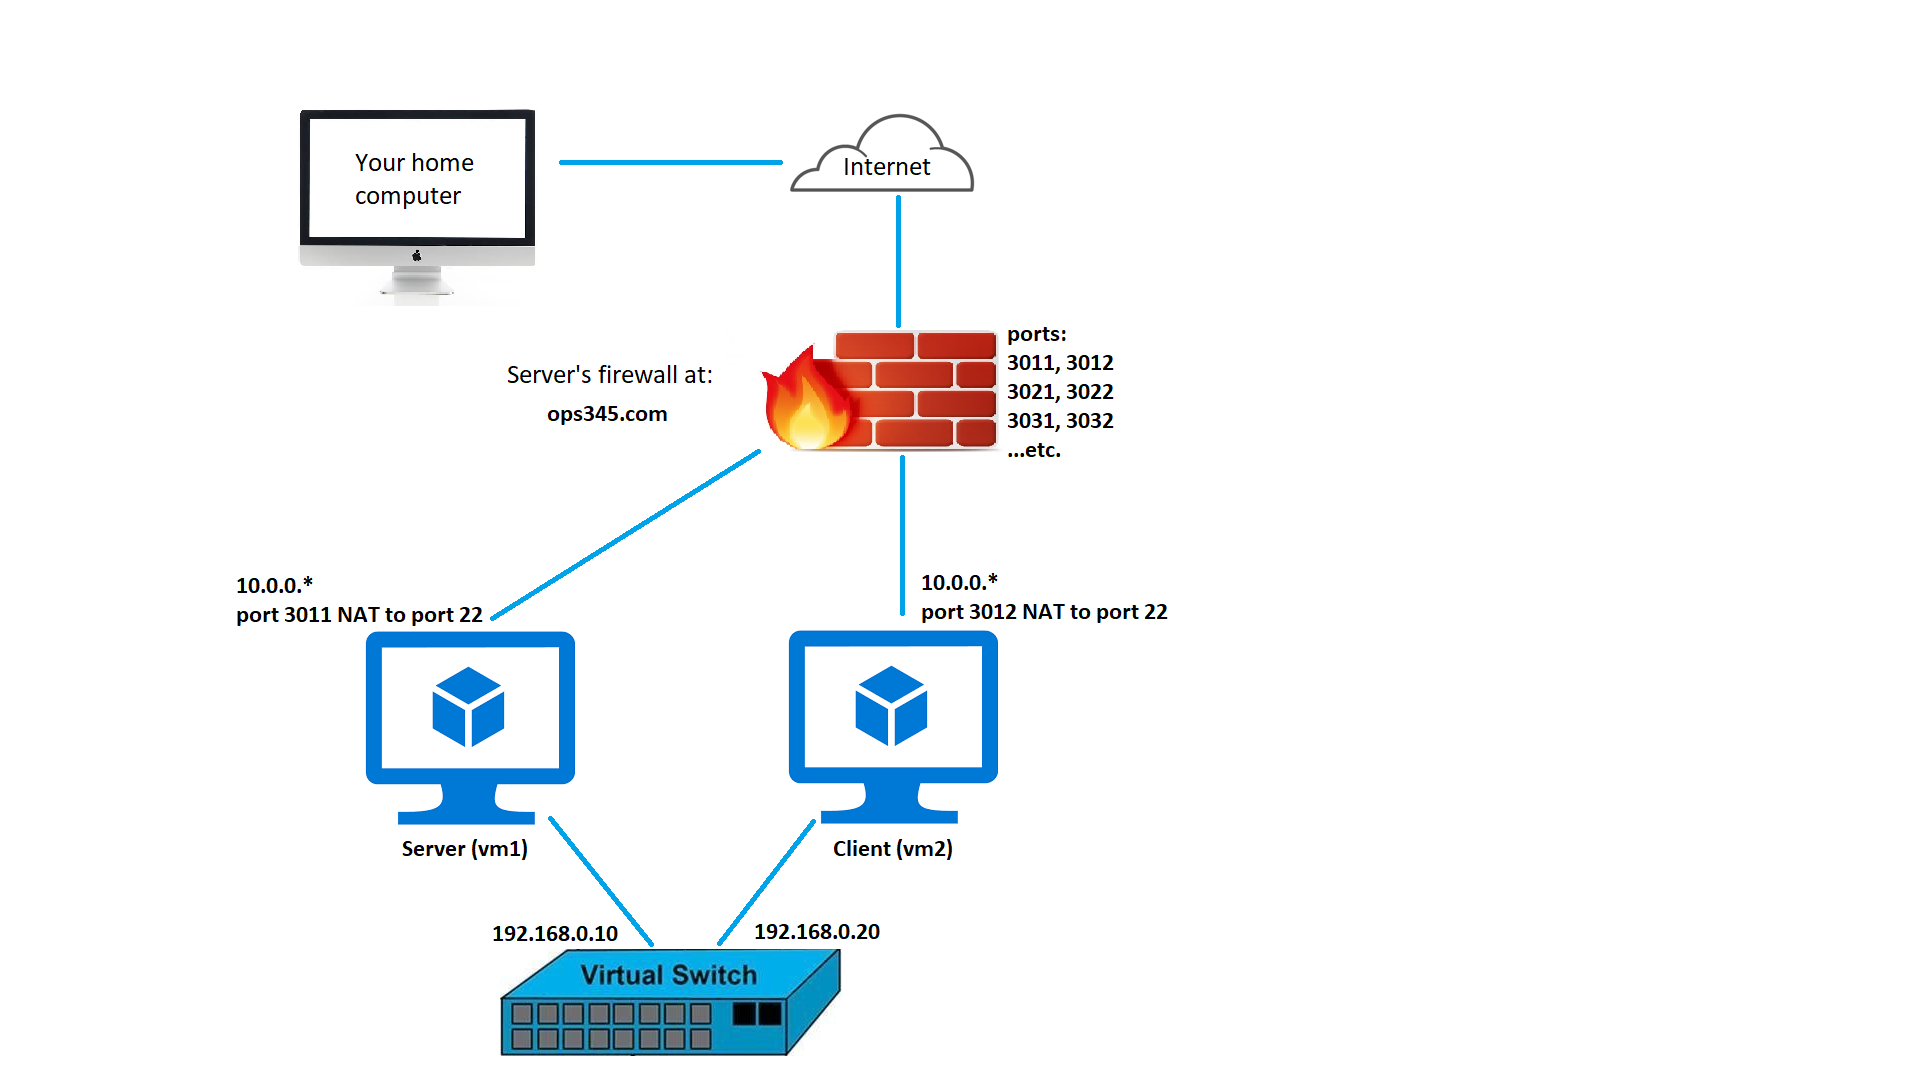 Your home
computer
Internet
ports:
3011, 3012
3021, 3022
3031, 3032
...etc.
Server's firewall at:
ops345.com
10.0.0.*
port 3011 NAT to port 22
10.0.0.*
port 3012 NAT to port 22
Server (vm1)
Client (vm2)
192.168.0.10
192.168.0.20
Virtual Switch